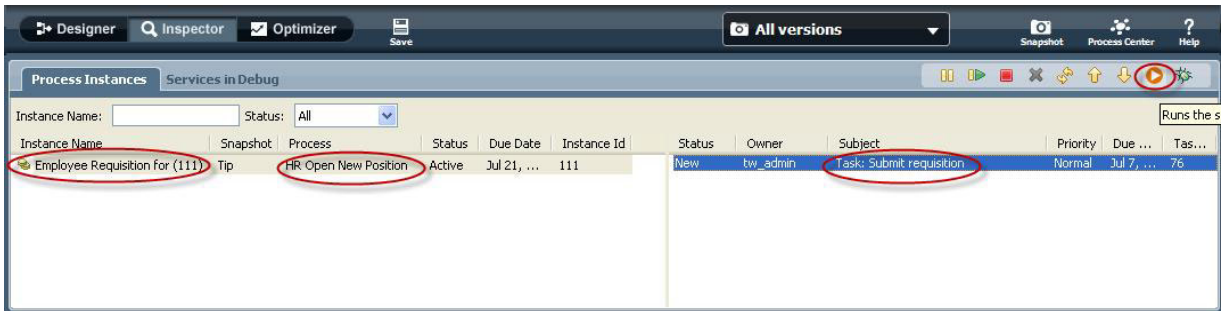 Designer Inspector Optimizer Save All versions Snapshot Process Center Help
Process Instances Services in Debug
Instance Name: Status: All Runs the s
Instance Name Snapshot Process Status Due Date Instance Id Status Owner Subject Priority Due ... Tas...
Employee Requisition for (111) Tip HR Open New Position Active Jul 21, ... 111 New tw_admin Task: Submit requisition Normal Jul 7, ... 76